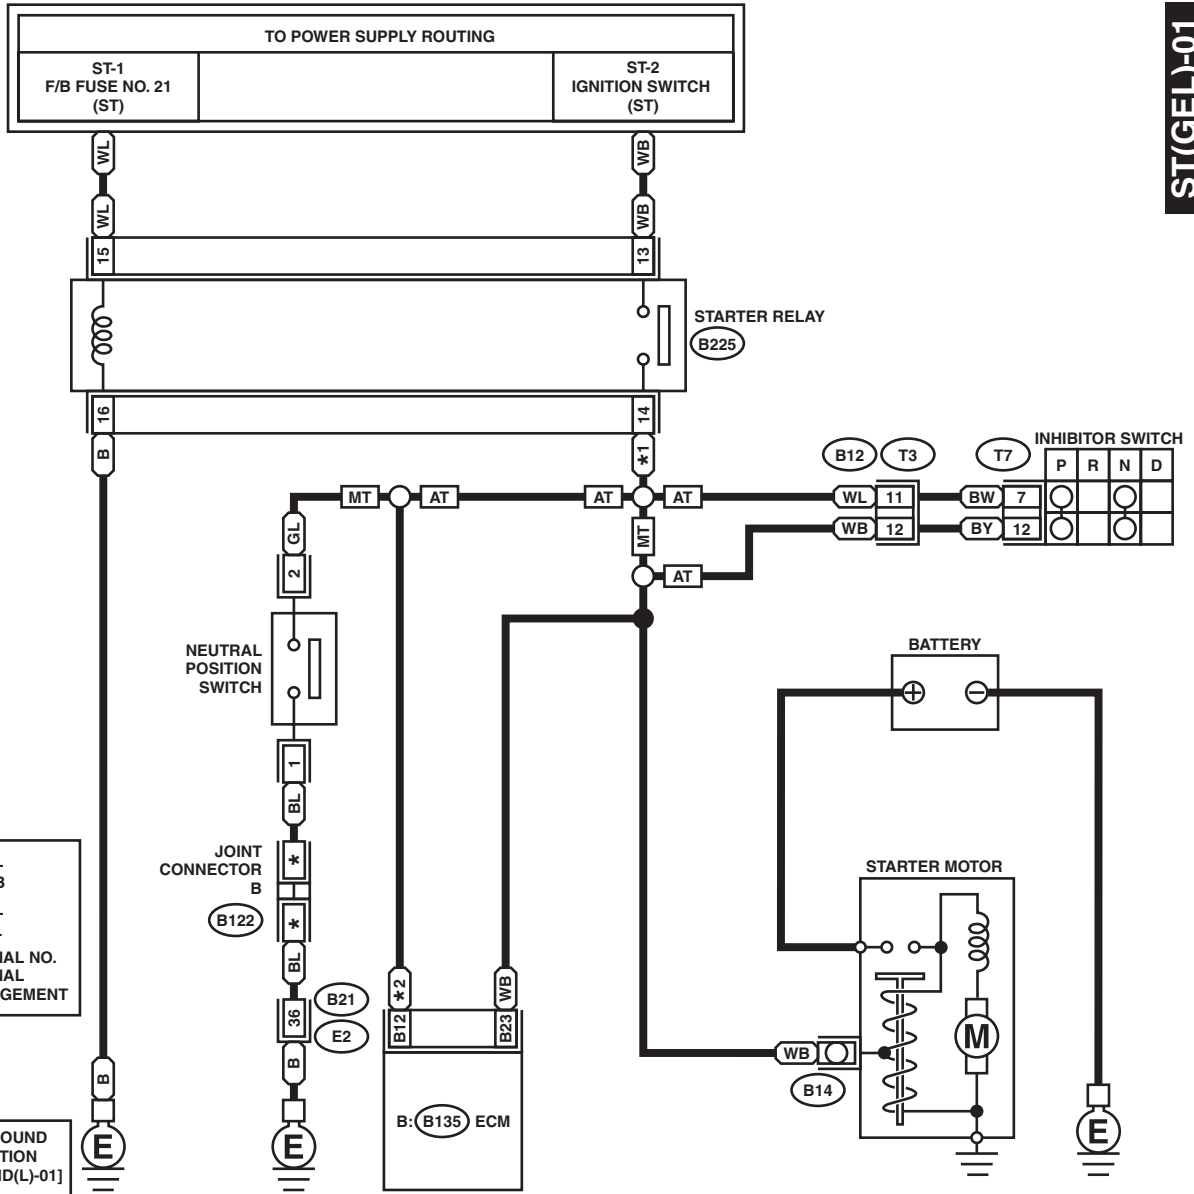 ST(GEL)-01
TO POWER SUPPLY ROUTING
ST-1
F/B FUSE NO. 21
(ST)
ST-2
IGNITION SWITCH
(ST)
WL
WB
WL
WB
15
13
STARTER RELAY
B225
16
14
B
*1
INHIBITOR SWITCH
B12
T3
T7
P R N D
MT
AT
AT
AT
WL
11
BW
7
GL
MT
WB
12
BY
12
2
AT
NEUTRAL
POSITION
SWITCH
BATTERY
1
BL
JOINT
CONNECTOR
B
*
B122
*
STARTER MOTOR
NAL NO.
NAL
GEMENT
BL
*2
WB
B21
36
E2
B12
B23
M
B
WB
B14
B
B: B135 ECM
OUND
TION
ND(L)-01]
E
E
E